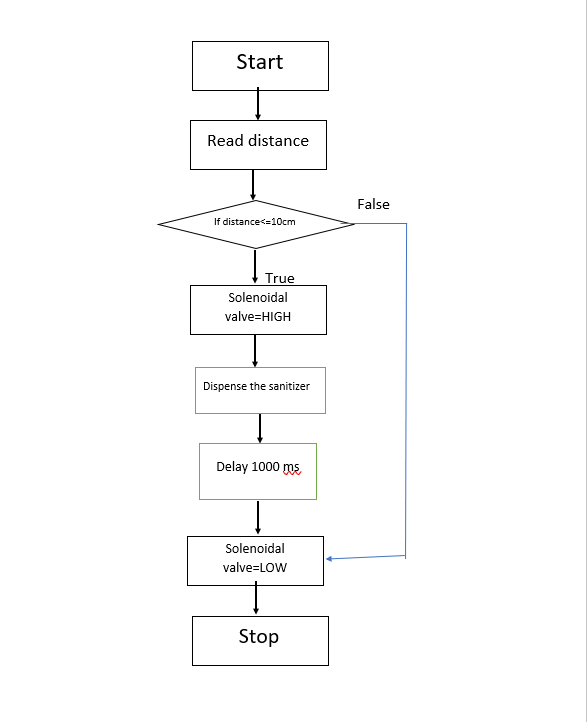 Start
Read distance
False
If distance<=10cm
True
Solenoidal
valve=HIGH
Dispense the sanitizer
Delay 1000 ms
Solenoidal
valve=LOW
Stop